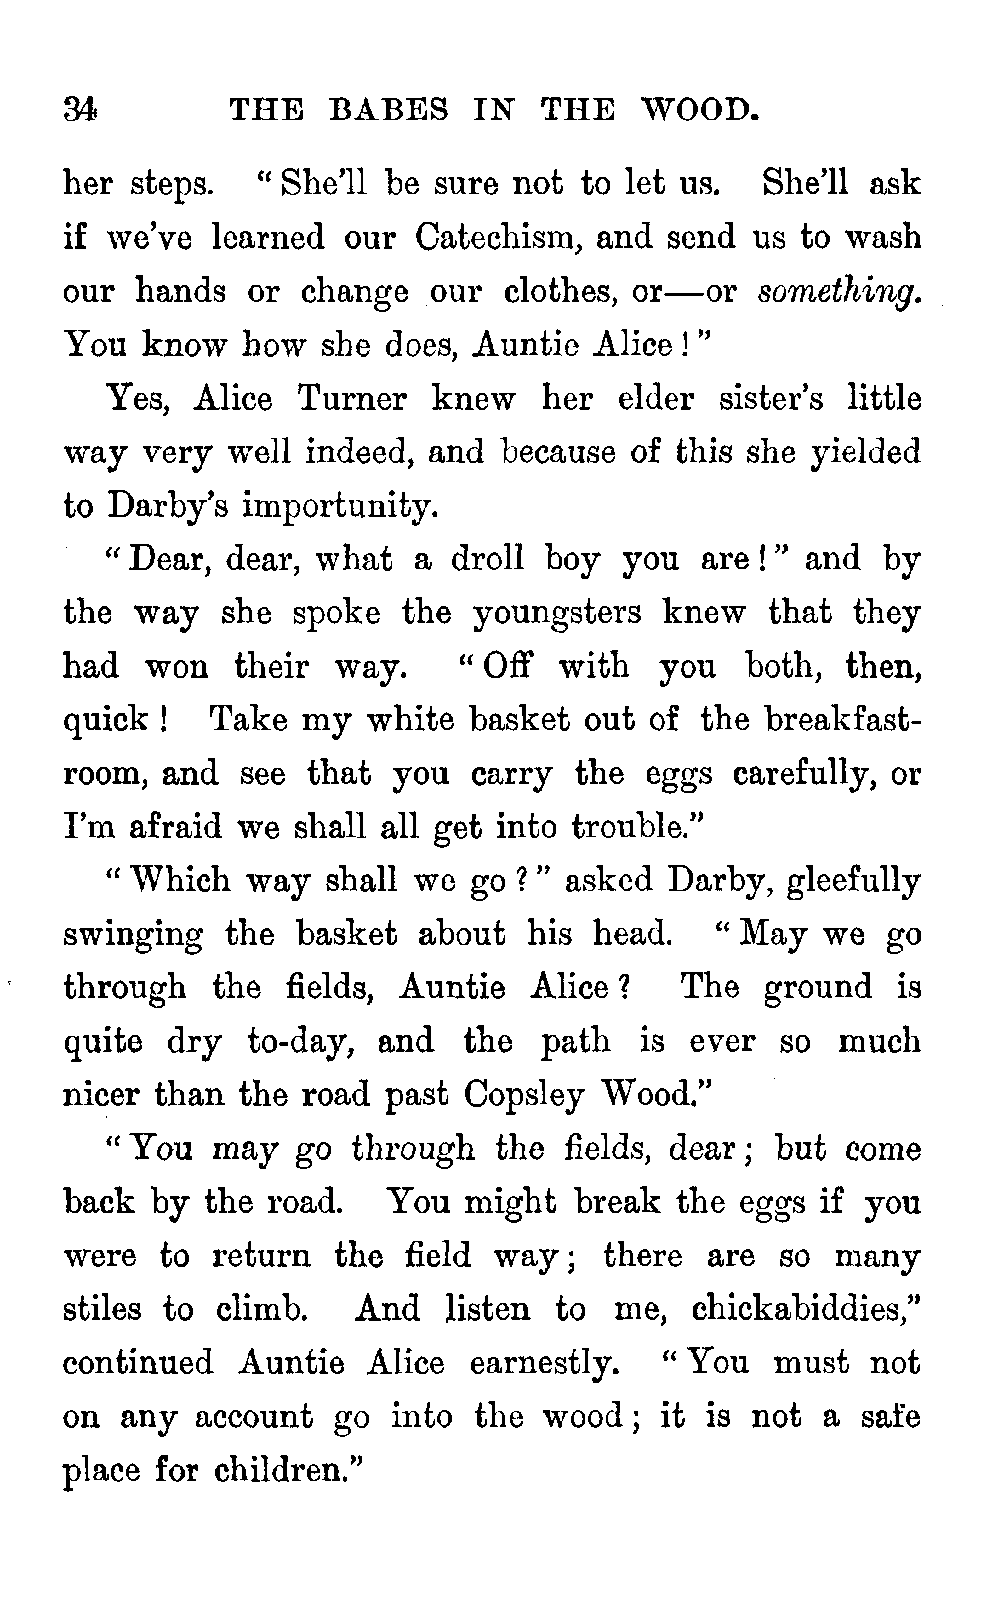 34 THE BABES IN THE WOOD.
her steps. “She’ll be sure not to let us. She’ll ask
if we’ve learned our Catechism, and send us to wash
our hands or change our clothes, or—or something.
You know how she does, Auntie Alice!”
Yes, Alice Turner knew her elder sister’s little
way very well indeed, and because of this she yielded
to Darby’s importunity.
“Dear, dear, what a droll boy you are!” and by
the way she spoke the youngsters knew that they
had won their way. “Off with you both, then,
quick! Take my white basket out of the breakfast-
room, and see that you carry the eggs carefully, or
I’m afraid we shall all get into trouble.”
“Which way shall we go?” asked Darby, gleefully
swinging the basket about his head. “May we go
through the fields, Auntie Alice? The ground is
quite dry to-day, and the path is ever so much
nicer than the road past Copsley Wood.”
“You may go through the fields, dear; but come
back by the road. You might break the eggs if you
were to return the field way; there are so many
stiles to climb. And listen to me, chickabiddies,”
continued Auntie Alice earnestly. “You must not
on any account go into the wood; it is not a safe
place for children.”